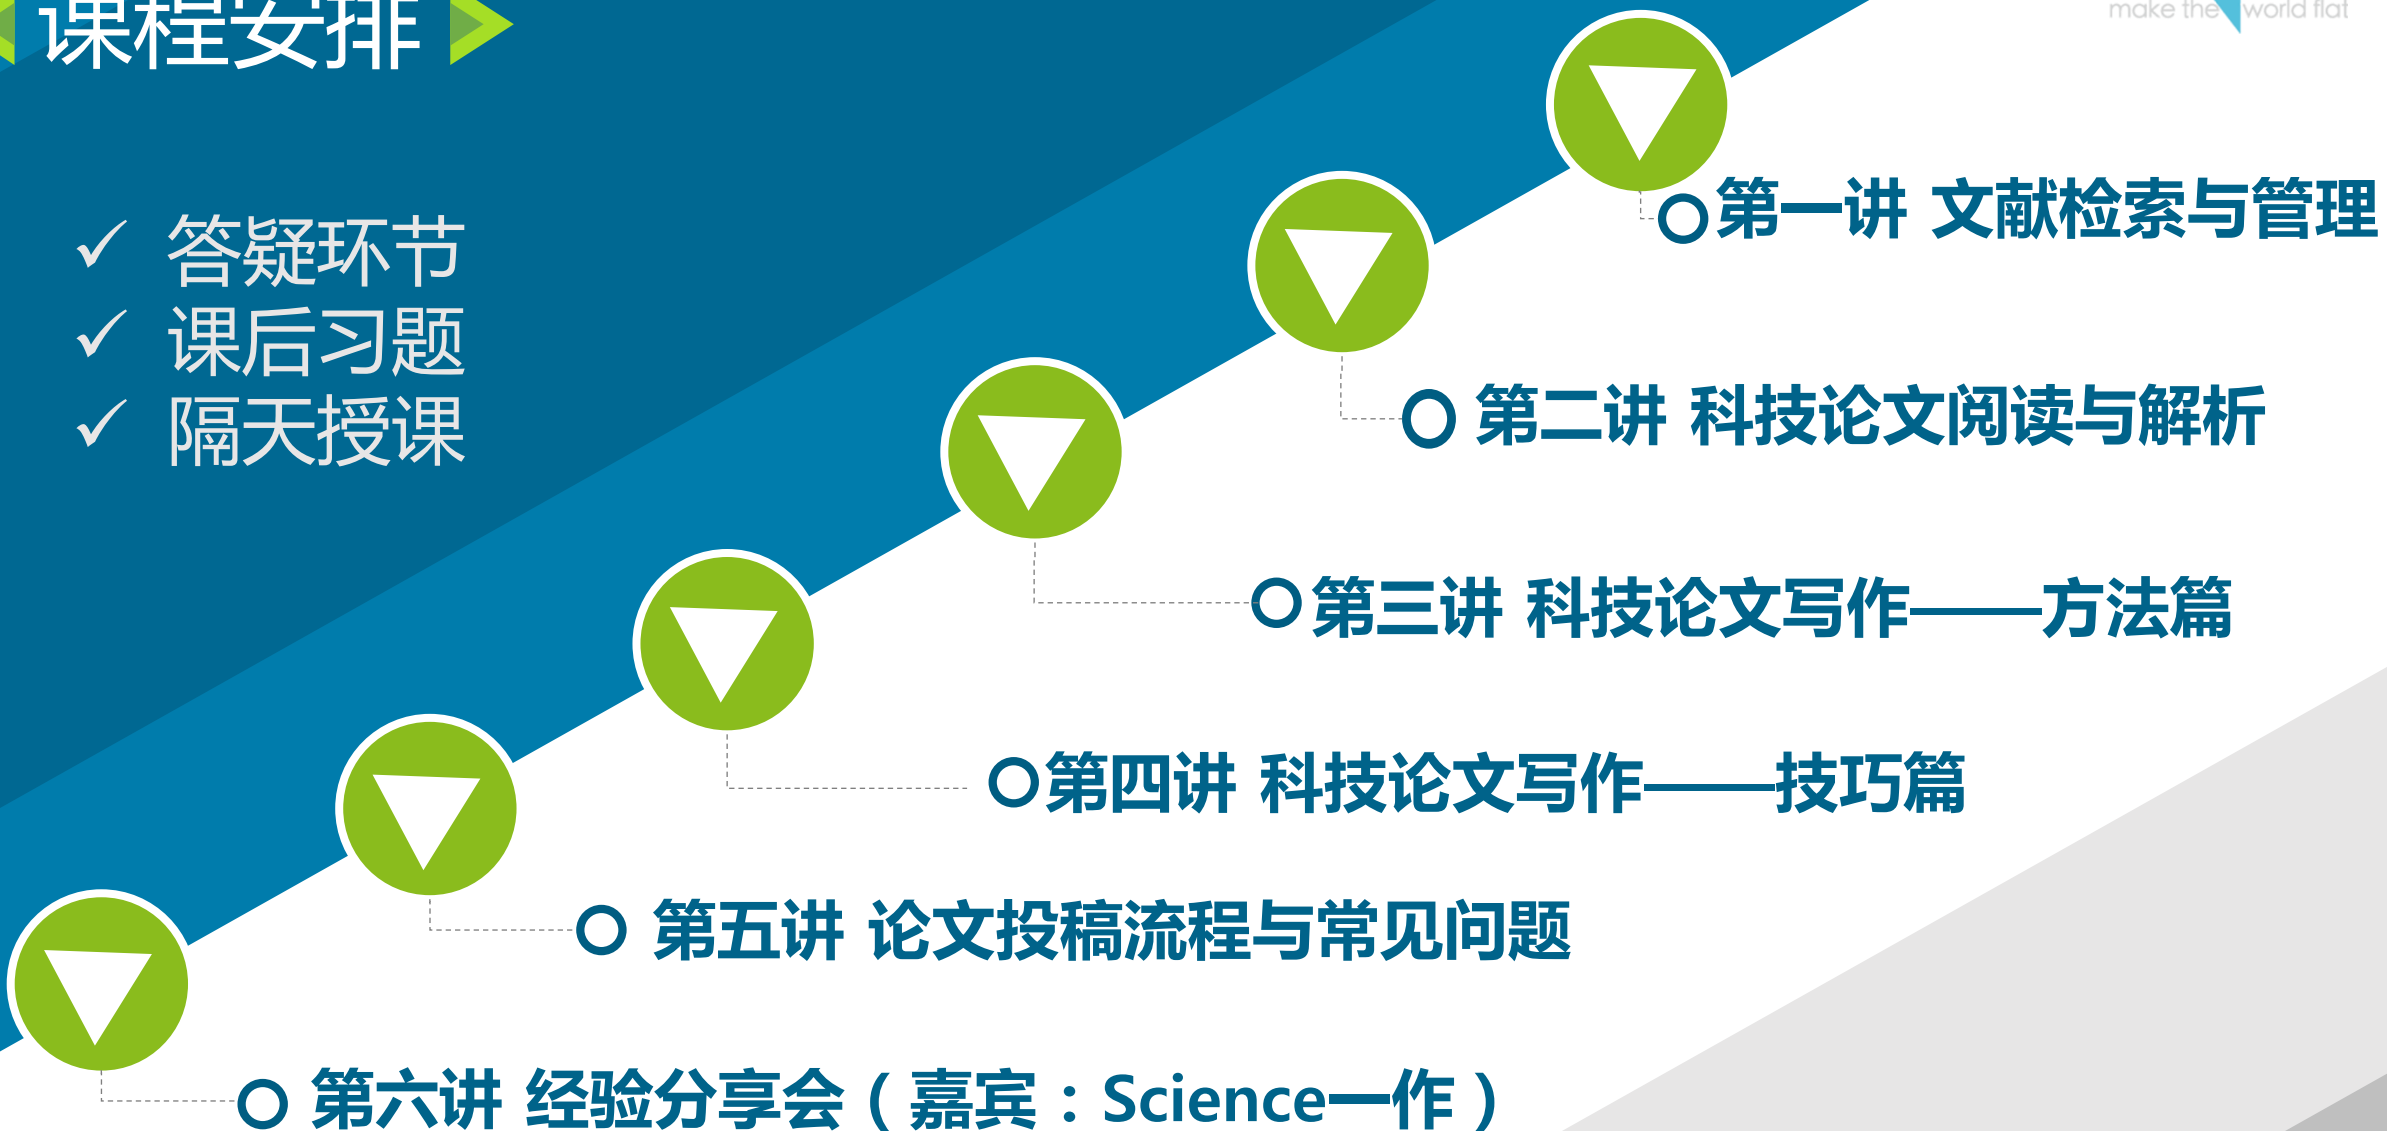 课程安排
make the world flat
答疑环节
课后习题
隔天授课
第一讲 文献检索与管理
第二讲 科技论文阅读与解析
第三讲 科技论文写作——方法篇
第四讲 科技论文写作——技巧篇
第五讲 论文投稿流程与常见问题
第六讲 经验分享会（嘉宾：Science一作）